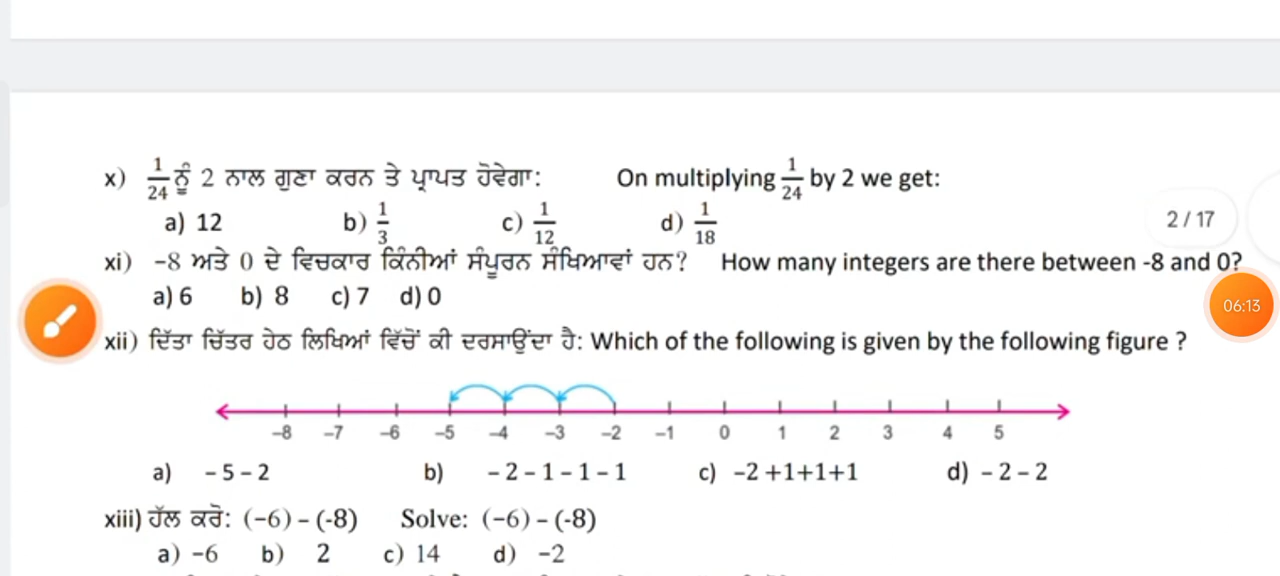 x) 1/24 ਨੂੰ 2 ਨਾਲ ਗੁਣਾ ਕਰਨ ਤੇ ਪ੍ਰਾਪਤ ਹੋਵੇਗਾ: On multiplying 1/24 by 2 we get:
a) 12 b) 1/3 c) 1/12 d) 1/18
2 / 17
xi) -8 ਅਤੇ 0 ਦੇ ਵਿਚਕਾਰ ਕਿੰਨੀਆਂ ਸੰਪੂਰਨ ਸੰਖਿਆਵਾਂ ਹਨ? How many integers are there between -8 and 0?
a) 6 b) 8 c) 7 d) 0
06:13
xii) ਦਿੱਤਾ ਚਿੱਤਰ ਹੇਠ ਲਿਖਿਆਂ ਵਿੱਚੋਂ ਕੀ ਦਰਸਾਉਂਦਾ ਹੈ: Which of the following is given by the following figure ?
–8 –7 –6 –5 –4 –3 –2 –1 0 1 2 3 4 5
a) – 5 – 2 b) – 2 – 1 – 1 – 1 c) –2 +1+1+1 d) – 2 – 2
xiii) ਹੱਲ ਕਰੋ: (–6) – (-8) Solve: (–6) – (-8)
a) –6 b) 2 c) 14 d) –2